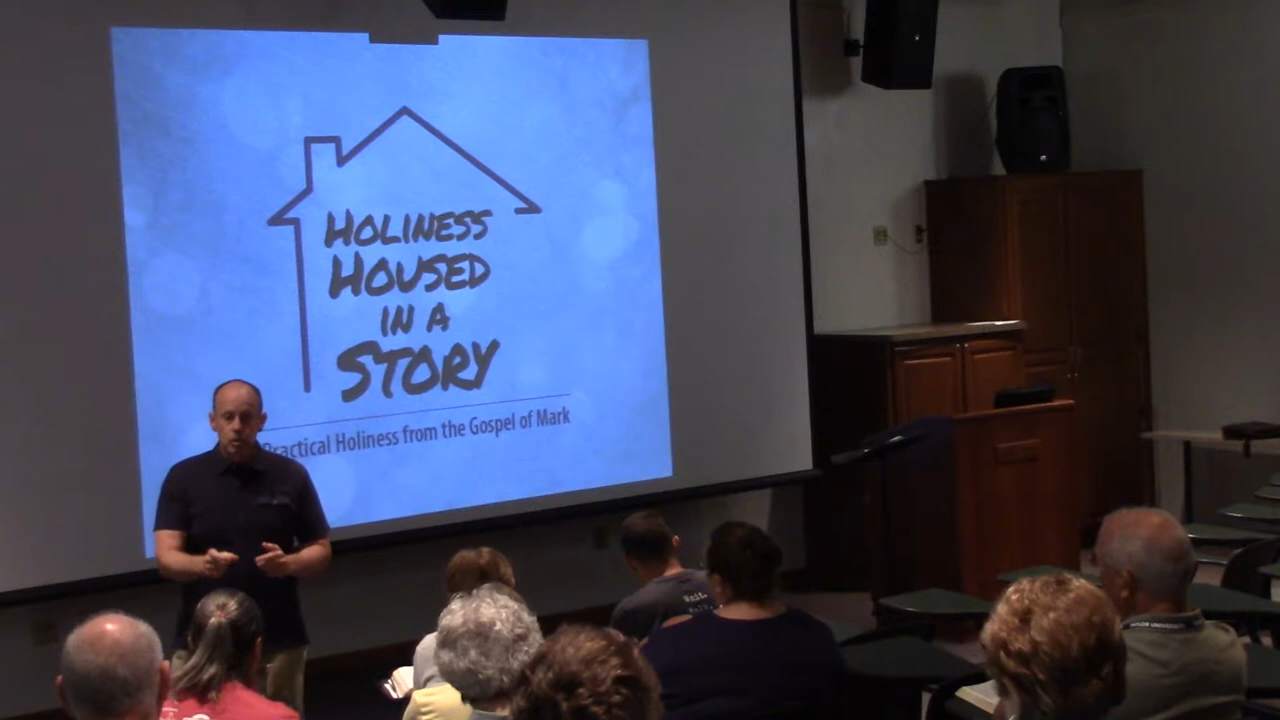 HOLINESS
HOUSED
IN A
STORY
Practical Holiness from the Gospel of Mark